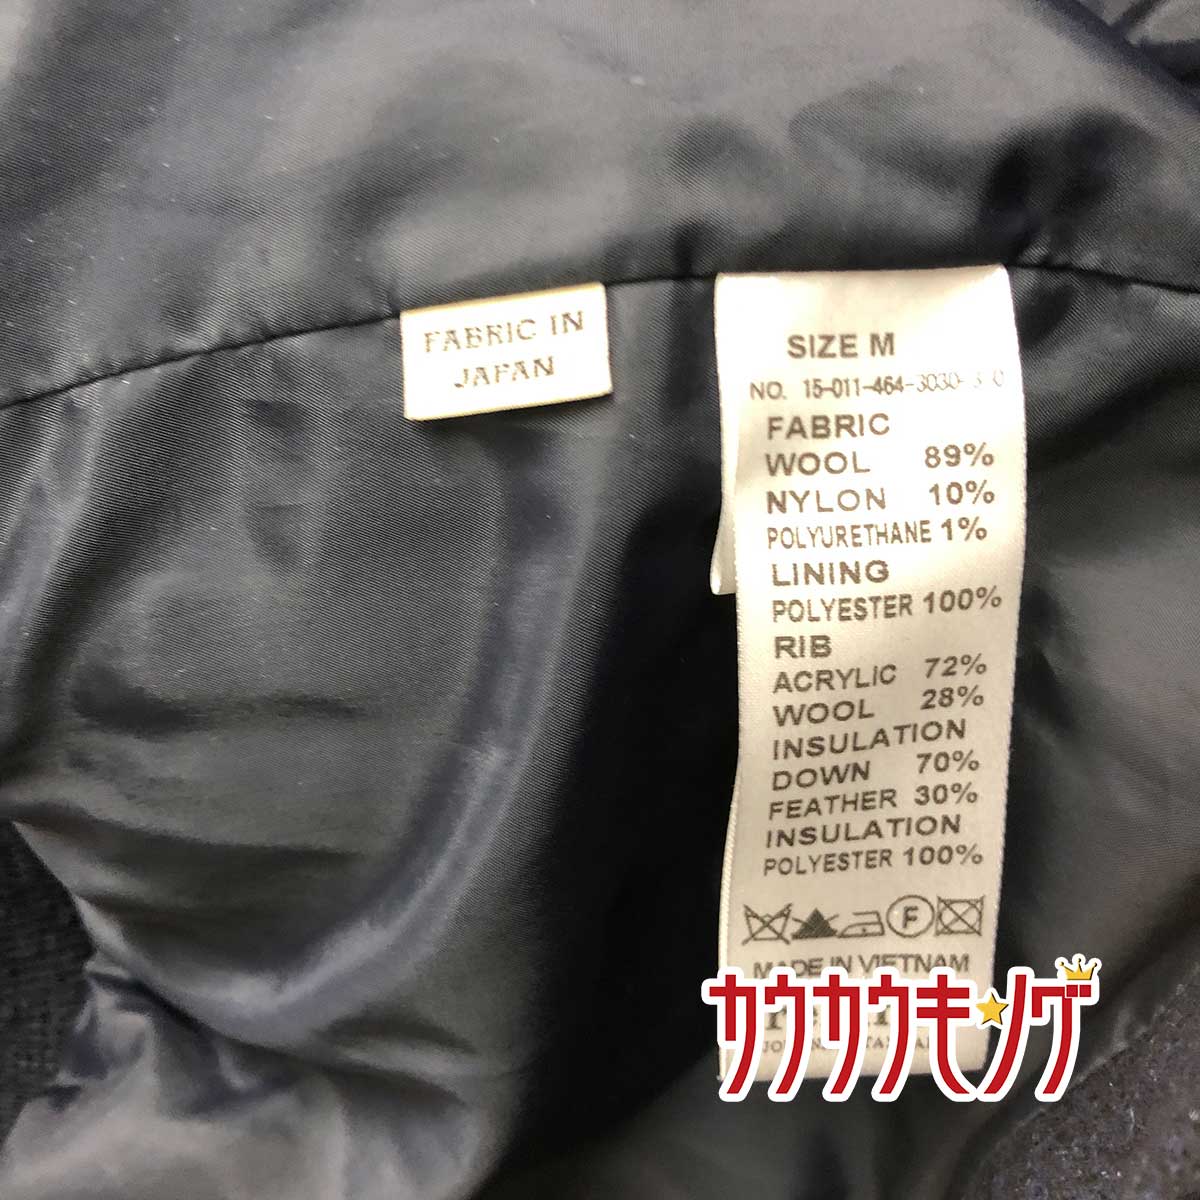 FABRIC IN
JAPAN
SIZE M
NO. 15-011-464-3030-
FABRIC
WOOL 89%
NYLON 10%
POLYURETHANE 1%
LINING
POLYESTER 100%
RIB
ACRYLIC 72%
WOOL 28%
INSULATION
DOWN 70%
FEATHER 30%
INSULATION
POLYESTER 100%
F
MADE IN VIETNAM
カウカウキング